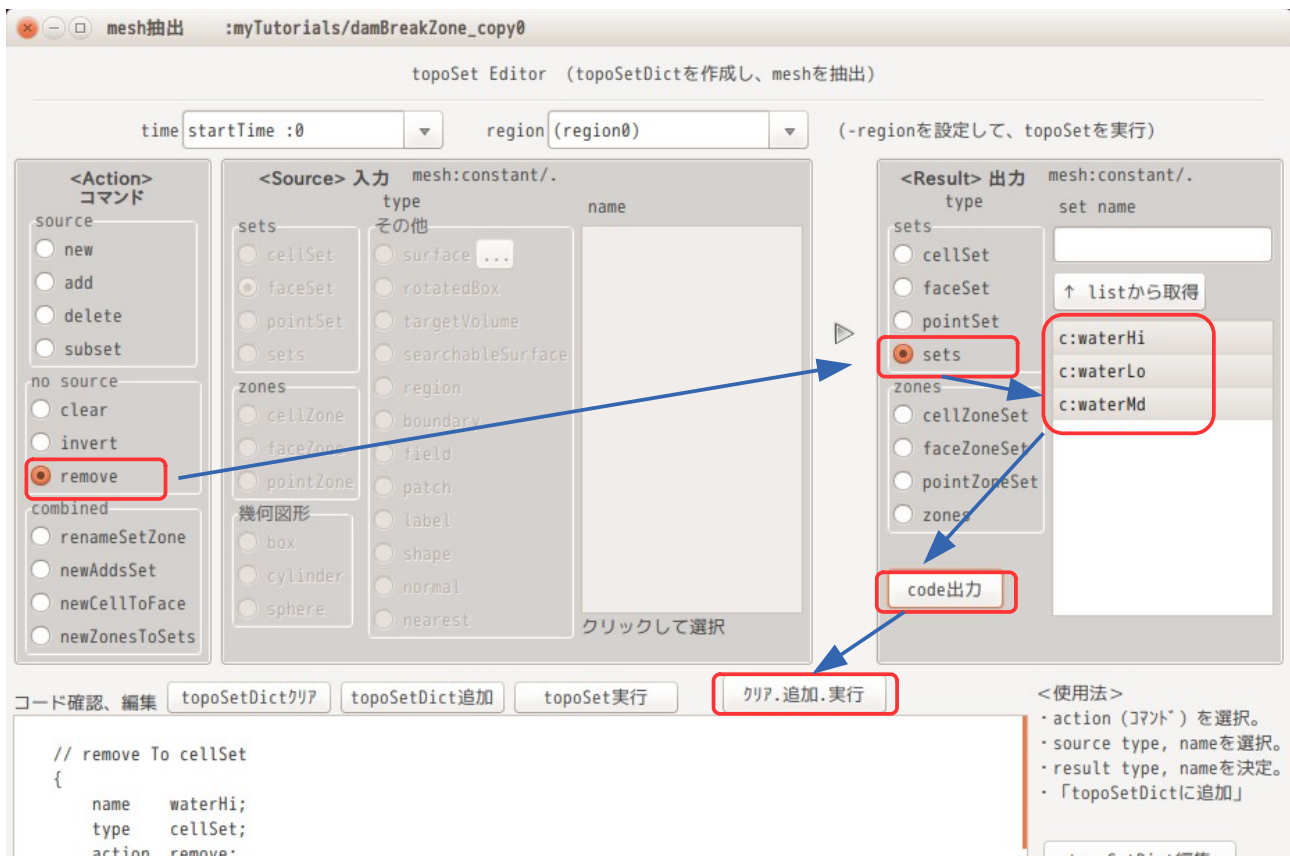 mesh抽出 :myTutorials/damBreakZone_copy0
topoSet Editor （topoSetDictを作成し、meshを抽出）
time startTime :0 region (region0) (-regionを設定して、topoSetを実行)
<Action>
コマンド
source
new
add
delete
subset
no source
clear
invert
remove
combined
renameSetZone
newAddsSet
newCellToFace
newZonesToSets
<Source> 入力 mesh:constant/.
type
name
sets
cellSet
faceSet
pointSet
sets
zones
cellZone
faceZone
pointZone
幾何図形
box
cylinder
sphere
その他
surface ...
rotatedBox
targetVolume
searchableSurface
region
boundary
field
patch
label
shape
normal
nearest
クリックして選択
<Result> 出力 mesh:constant/.
type
set name
sets
cellSet
faceSet
pointSet
sets
zones
cellZoneSet
faceZoneSet
pointZoneSet
zones
code出力
↑ listから取得
c:waterHi
c:waterLo
c:waterMd
コード確認、編集 topoSetDictｸﾘｱ topoSetDict追加 topoSet実行 ｸﾘｱ.追加.実行
// remove To cellSet
{
name waterHi;
type cellSet;
action remove;
<使用法>
・action (ｺﾏﾝﾄﾞ) を選択。
・source type, nameを選択。
・result type, nameを決定。
・「topoSetDictに追加」